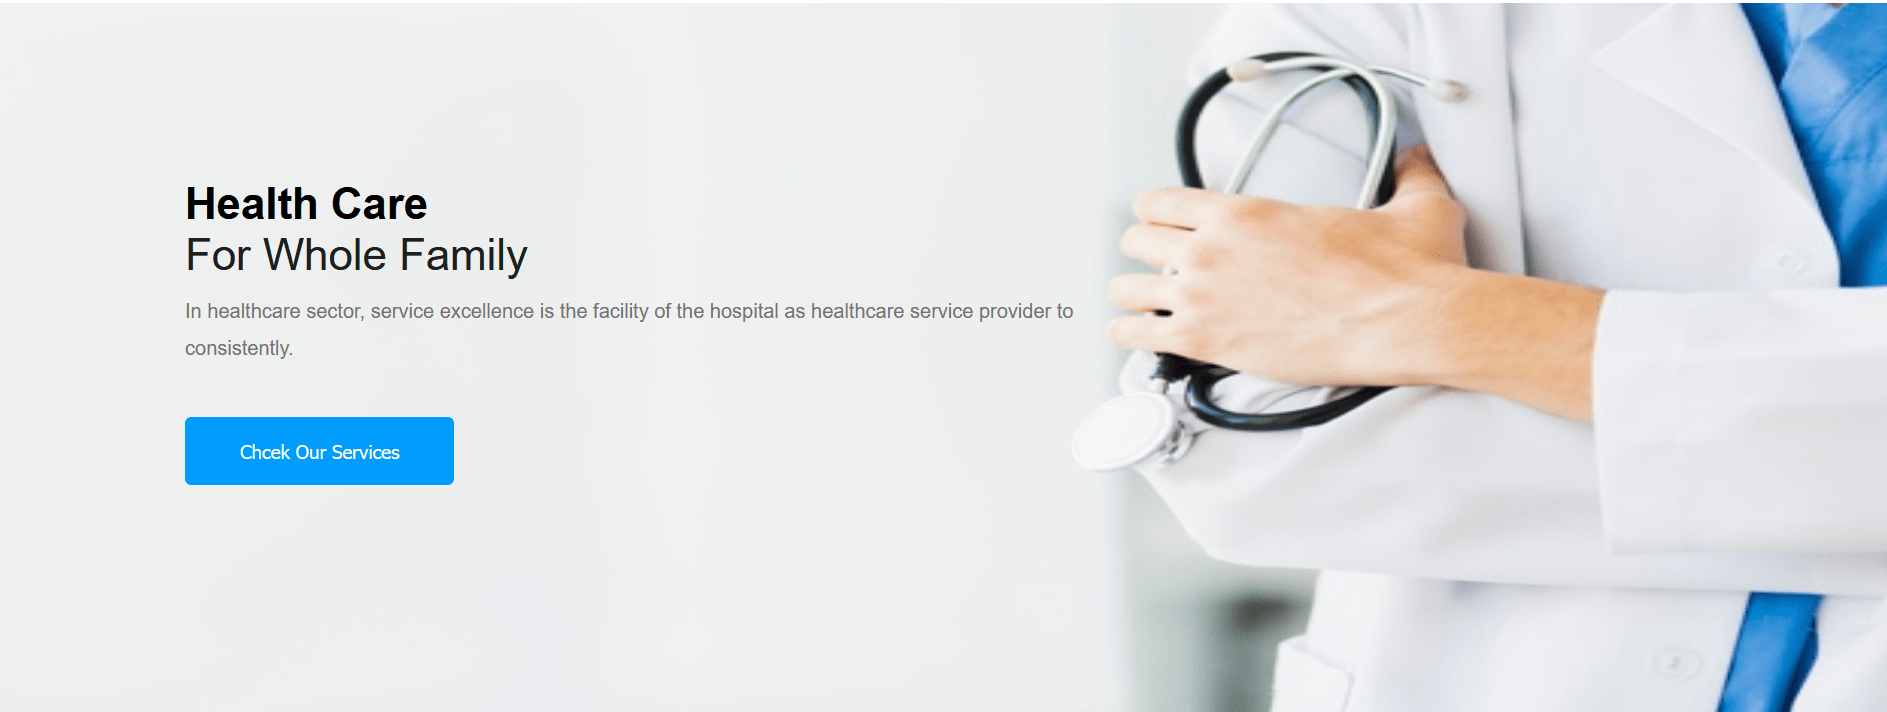 Health Care
For Whole Family
In healthcare sector, service excellence is the facility of the hospital as healthcare service provider to
consistently.
Chcek Our Services